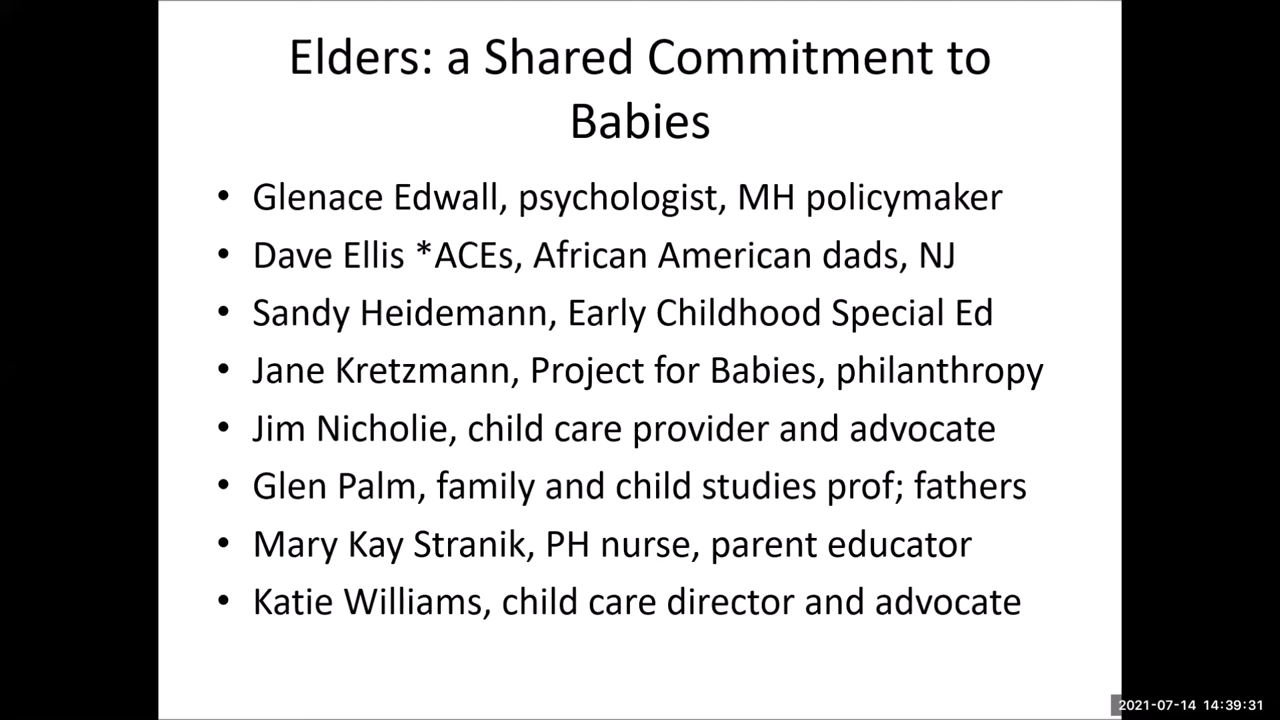 Elders: a Shared Commitment to
Babies
• Glenace Edwall, psychologist, MH policymaker
• Dave Ellis *ACEs, African American dads, NJ
• Sandy Heidemann, Early Childhood Special Ed
• Jane Kretzmann, Project for Babies, philanthropy
• Jim Nicholie, child care provider and advocate
• Glen Palm, family and child studies prof; fathers
• Mary Kay Stranik, PH nurse, parent educator
• Katie Williams, child care director and advocate
2021-07-14 14:39:31